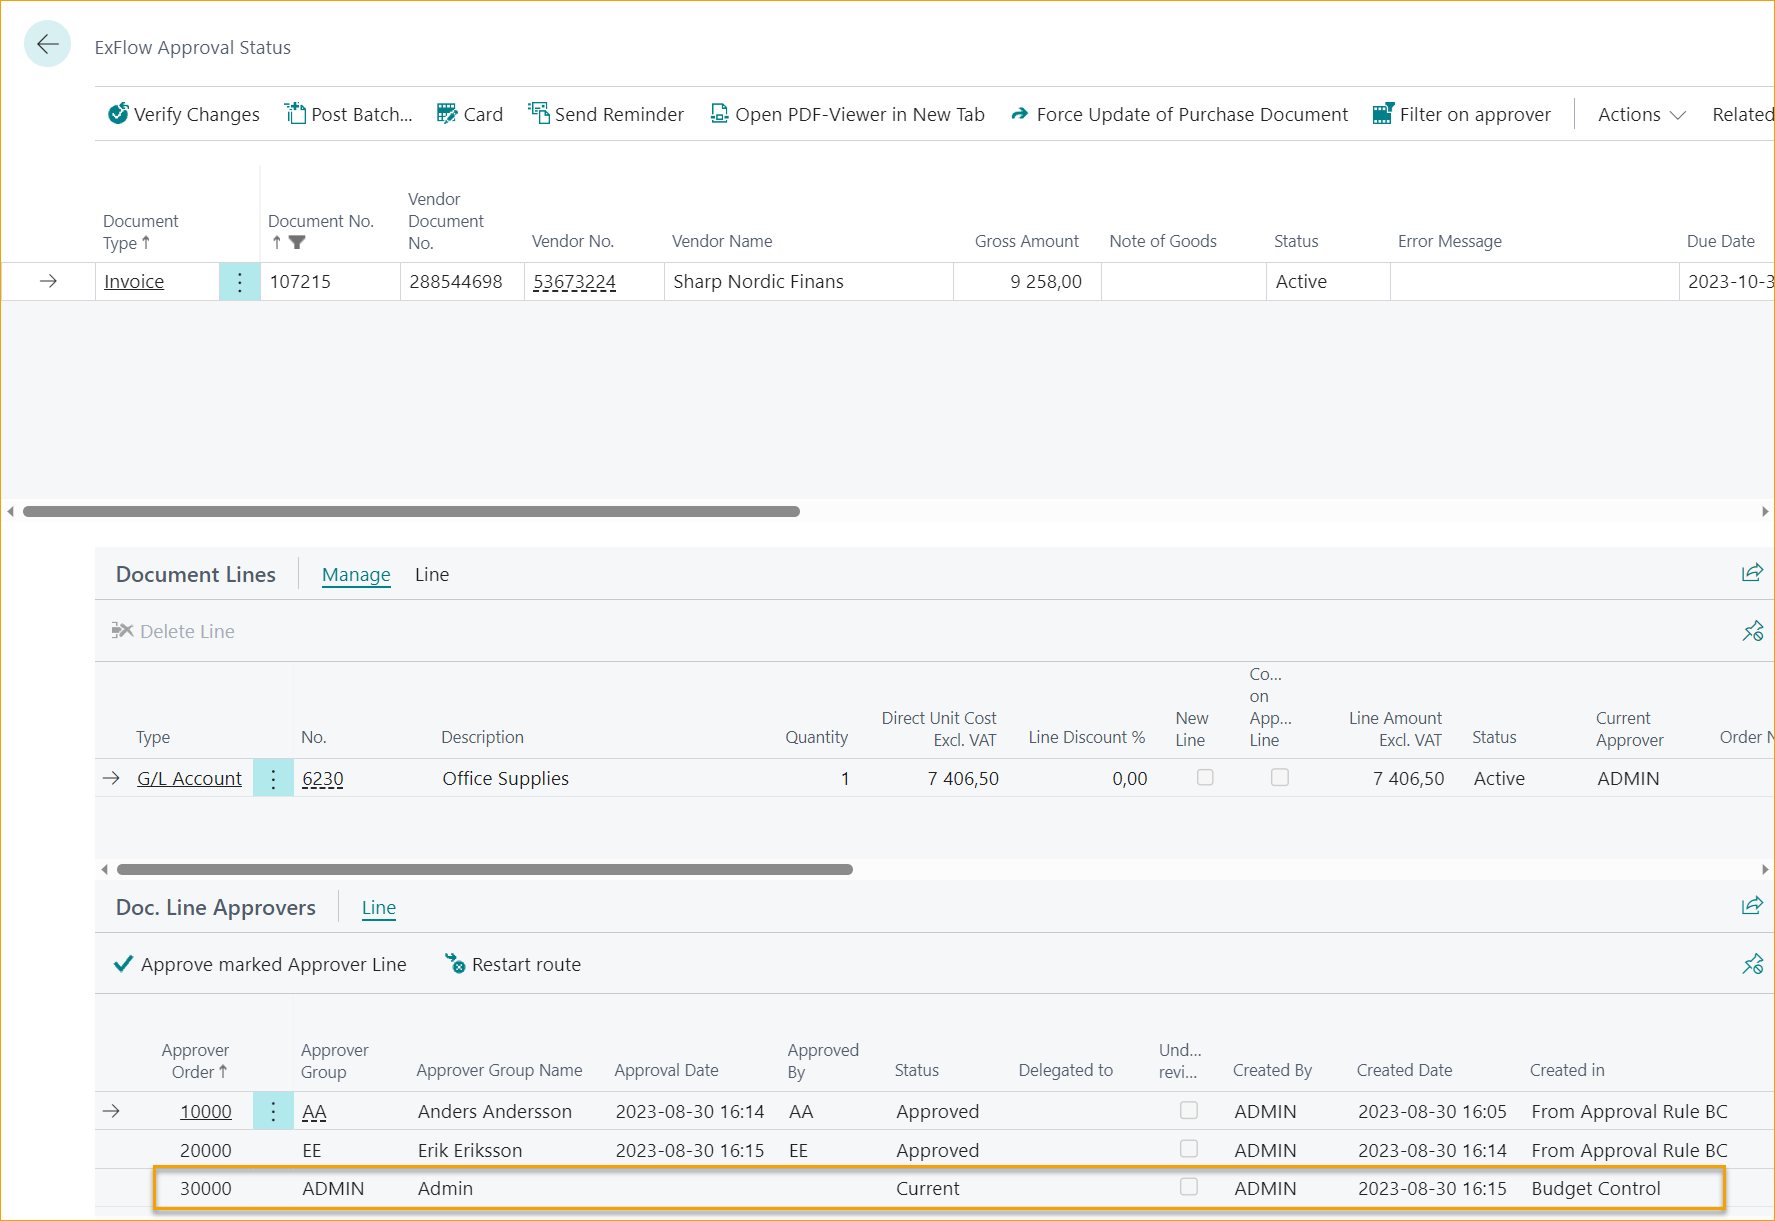 ExFlow Approval Status
Verify Changes Post Batch... Card Send Reminder Open PDF-Viewer in New Tab Force Update of Purchase Document Filter on approver Actions Related
Document Type ↑ Document No. ↑ Vendor Document No. Vendor No. Vendor Name Gross Amount Note of Goods Status Error Message Due Date
Invoice 107215 288544698 53673224 Sharp Nordic Finans 9 258,00 Active 2023-10-3
Document Lines Manage Line
Delete Line
Type No. Description Quantity Direct Unit Cost Excl. VAT Line Discount % New Line Co... on App... Line Line Amount Excl. VAT Status Current Approver Order N
G/L Account 6230 Office Supplies 1 7 406,50 0,00 7 406,50 Active ADMIN
Doc. Line Approvers Line
Approve marked Approver Line Restart route
Approver Order ↑ Approver Group Approver Group Name Approval Date Approved By Status Delegated to Und... revi... Created By Created Date Created in
10000 AA Anders Andersson 2023-08-30 16:14 AA Approved ADMIN 2023-08-30 16:05 From Approval Rule BC
20000 EE Erik Eriksson 2023-08-30 16:15 EE Approved ADMIN 2023-08-30 16:14 From Approval Rule BC
30000 ADMIN Admin Current ADMIN 2023-08-30 16:15 Budget Control